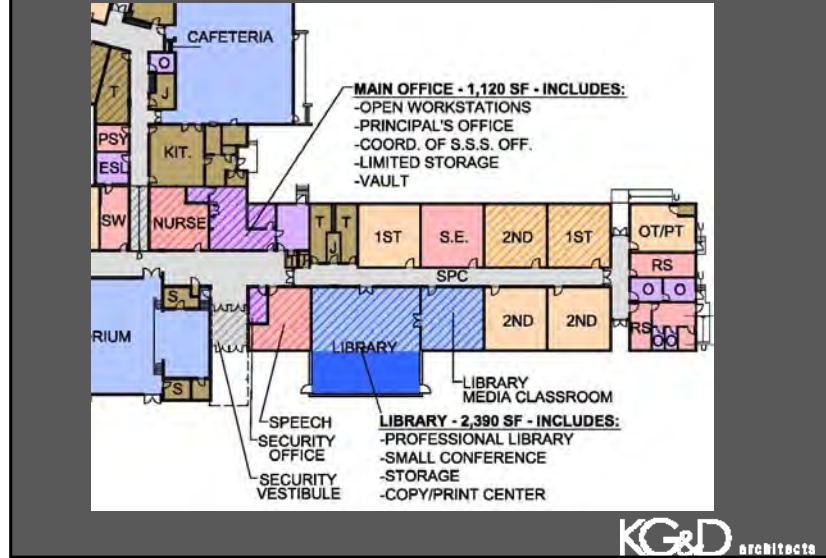 CAFETERIA
O
T
J
MAIN OFFICE - 1,120 SF - INCLUDES:
-OPEN WORKSTATIONS
-PRINCIPAL'S OFFICE
-COORD. OF S.S.S. OFF.
-LIMITED STORAGE
-VAULT
PSY
ESL
KIT.
SW
NURSE
T
T
J
1ST
S.E.
2ND
1ST
OT/PT
RS
O
O
SPC
S
RIUM
LIBRARY
2ND
2ND
RS
O
O
S
LIBRARY
MEDIA CLASSROOM
SPEECH
SECURITY
OFFICE
SECURITY
VESTIBULE
LIBRARY - 2,390 SF - INCLUDES:
-PROFESSIONAL LIBRARY
-SMALL CONFERENCE
-STORAGE
-COPY/PRINT CENTER
KG&D architects